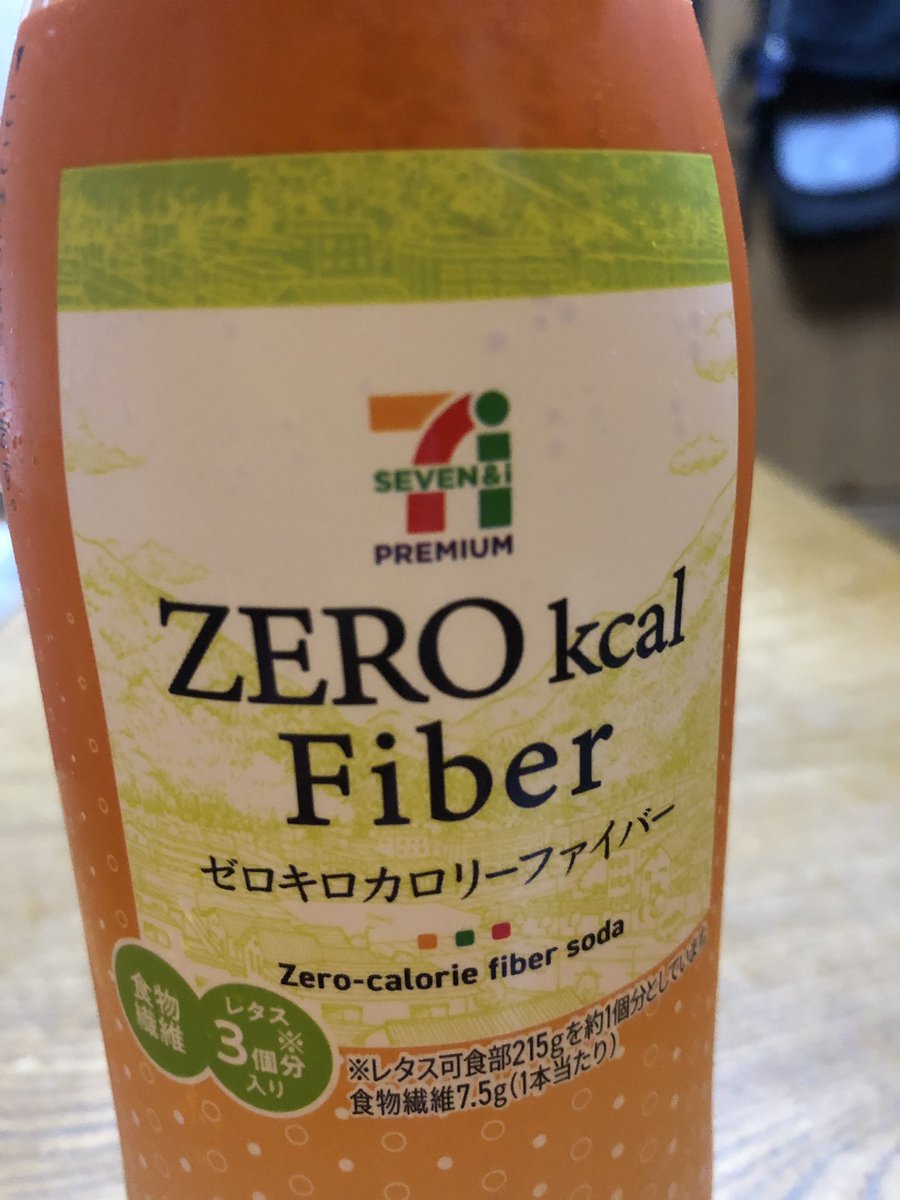 SEVEN&i
PREMIUM
ZERO kcal
Fiber
ゼロキロカロリーファイバー
Zero-calorie fiber soda
食物
繊維
レタス
3個分※
入り
※レタス可食部215gを約1個分としています。
食物繊維7.5g(1本当たり)